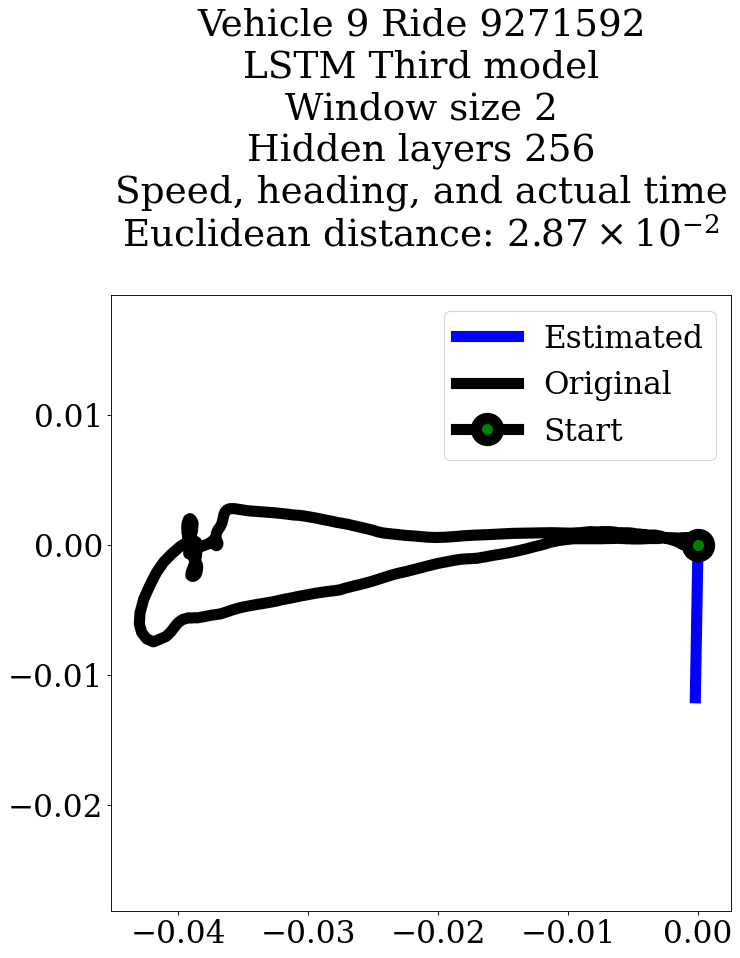 Vehicle 9 Ride 9271592
LSTM Third model
Window size 2
Hidden layers 256
Speed, heading, and actual time
Euclidean distance: 2.87 × 10⁻²
Estimated
Original
Start
0.01
0.00
−0.01
−0.02
−0.04
−0.03
−0.02
−0.01
0.00